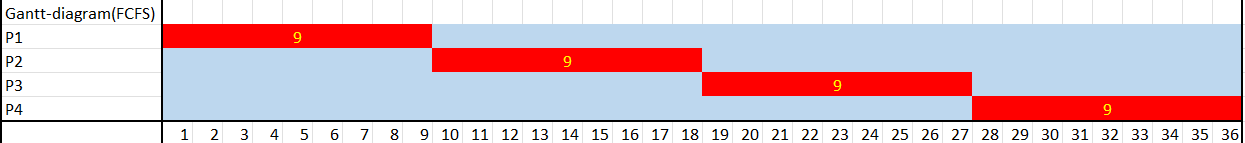 Gantt-diagram(FCFS)
P1 9
P2 9
P3 9
P4 9
1 2 3 4 5 6 7 8 9 10 11 12 13 14 15 16 17 18 19 20 21 22 23 24 25 26 27 28 29 30 31 32 33 34 35 36